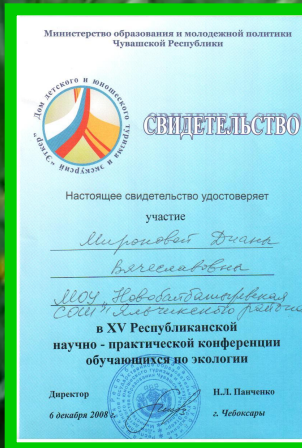 Министерство образования и молодежной политики
Чувашской Республики
Дом детского и юношеского туризма и экскурсий "Эткер"
СВИДЕТЕЛЬСТВО
Настоящее свидетельство удостоверяет
участие
Мироновой Дианы
Вячеславовны
МОУ "Новобайбатыревская
СОШ" Яльчикского района
в XV Республиканской
научно - практической конференции
обучающихся по экологии
Директор
Н.Л. Панченко
6 декабря 2008 г.
г. Чебоксары